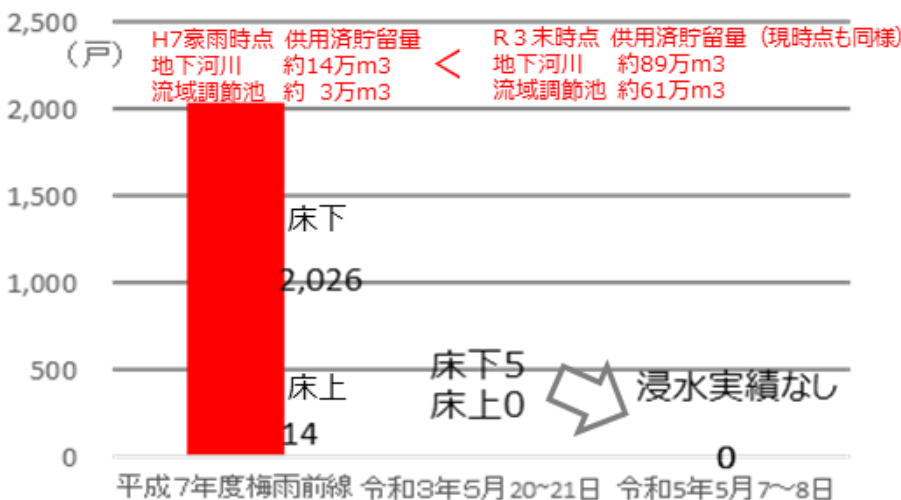 2,500
(戸)
H7豪雨時点 供用済貯留量
地下河川 約14万m3
流域調節池 約 3万m3
<
R3末時点 供用済貯留量(現時点も同様)
地下河川 約89万m3
流域調節池 約61万m3
2,000
1,500
床下
1,000
2,026
500
床上
14
床下5
床上0
浸水実績なし
0
0
平成7年度梅雨前線 令和3年5月20~21日 令和5年5月7~8日